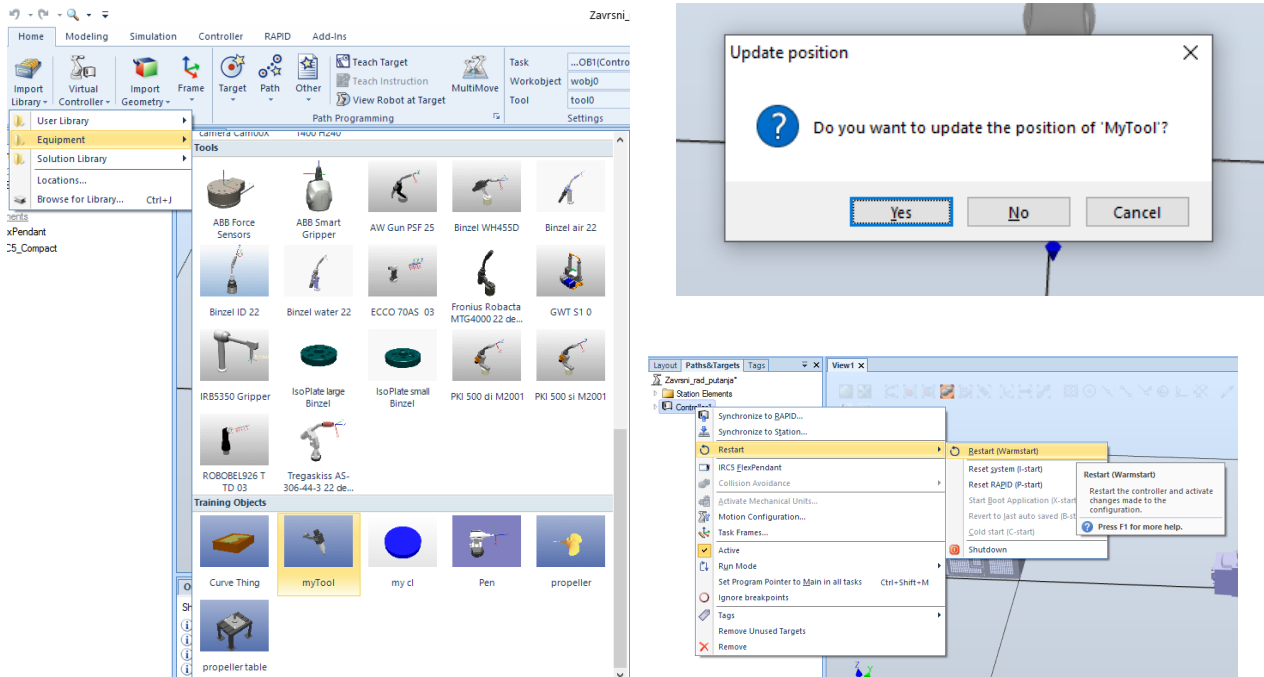 Zavrsni_
Home Modeling Simulation Controller RAPID Add-Ins
Import Library
Virtual Controller
Import Geometry
Frame
Target
Path
Other
Teach Target
Teach Instruction
View Robot at Target
MultiMove
Task ...OB1(Contro
Workobject wobj0
Tool tool0
Path Programming
Settings
User Library
Equipment
Solution Library
Locations...
Browse for Library... Ctrl+J
ments
xPendant
C5_Compact
1400 H240
Tools
ABB Force
Sensors
ABB Smart
Gripper
AW Gun PSF 25
Binzel WH455D
Binzel air 22
Binzel ID 22
Binzel water 22
ECCO 70AS 03
Fronius Robacta
MTG4000 22 de...
GWT S1 0
IRB5350 Gripper
IsoPlate large
Binzel
IsoPlate small
Binzel
PKI 500 di M2001
PKI 500 si M2001
ROBOBEL926 T
TD 03
Tregaskiss AS-
306-44-3 22 de...
Training Objects
Curve Thing
myTool
my cl
Pen
propeller
propeller table
O
Sh
Update position
Do you want to update the position of 'MyTool'?
Yes No Cancel
Layout Paths&Targets Tags
View1
Zavrsni_rad_putanja*
Station Elements
Controller1
Synchronize to RAPID...
Synchronize to Station...
Restart
IRC5 FlexPendant
Collision Avoidance
Activate Mechanical Units...
Motion Configuration...
Task Frames...
Active
Run Mode
Set Program Pointer to Main in all tasks Ctrl+Shift+M
Ignore breakpoints
Tags
Remove Unused Targets
Remove
Restart (Warmstart)
Reset system (I-start)
Reset RAPID (P-start)
Start Boot Application (X-start
Revert to last auto saved (B-st
Cold start (C-start)
Shutdown
Restart (Warmstart)
Restart the controller and activate
changes made to the
configuration.
Press F1 for more help.
Z
Y